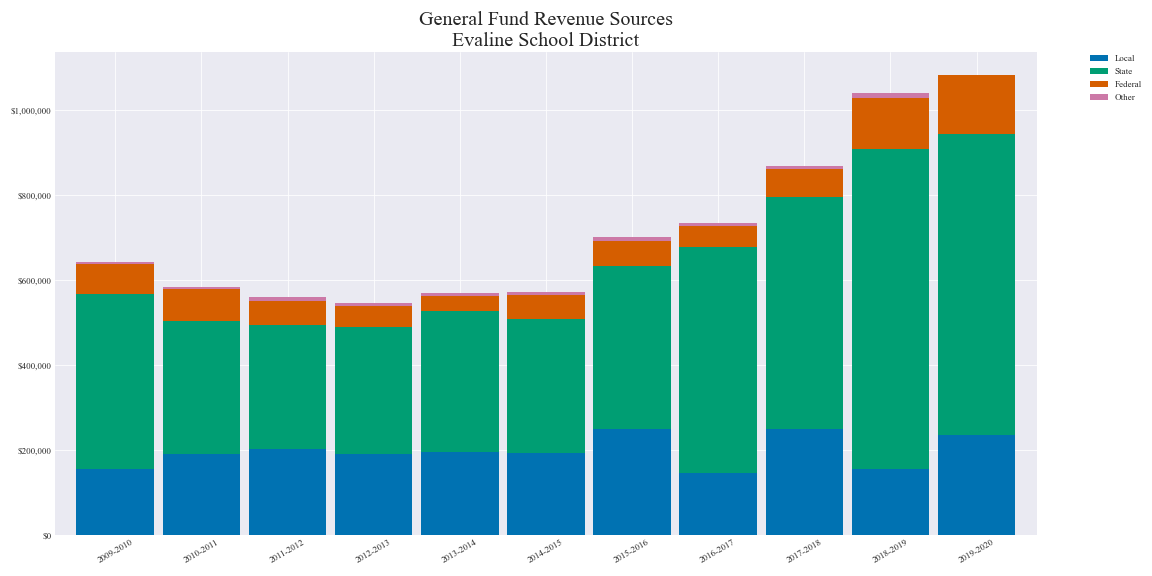 General Fund Revenue Sources
Evaline School District
Local
State
Federal
Other
$1,000,000
$800,000
$600,000
$400,000
$200,000
$0
2009-2010
2010-2011
2011-2012
2012-2013
2013-2014
2014-2015
2015-2016
2016-2017
2017-2018
2018-2019
2019-2020